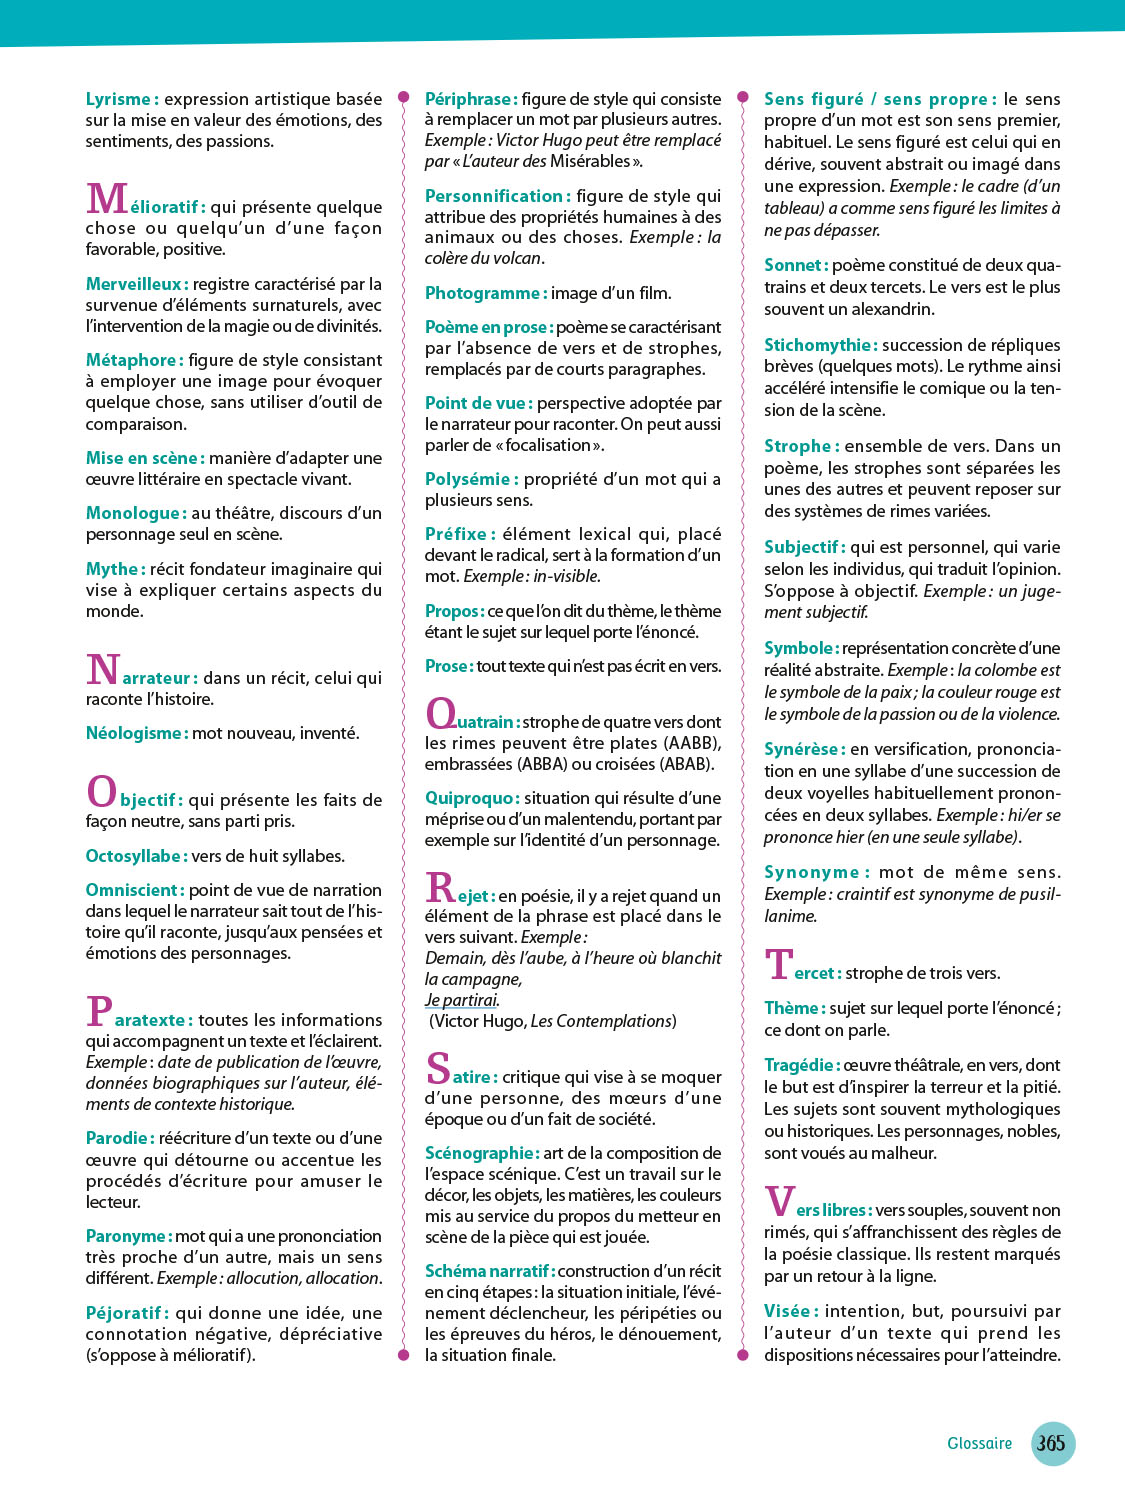 Lyrisme : expression artistique basée
sur la mise en valeur des émotions, des
sentiments, des passions.
Mélioratif : qui présente quelque
chose ou quelqu’un d’une façon
favorable, positive.
Merveilleux : registre caractérisé par la
survenue d’éléments surnaturels, avec
l’intervention de la magie ou de divinités.
Métaphore : figure de style consistant
à employer une image pour évoquer
quelque chose, sans utiliser d’outil de
comparaison.
Mise en scène : manière d’adapter une
œuvre littéraire en spectacle vivant.
Monologue : au théâtre, discours d’un
personnage seul en scène.
Mythe : récit fondateur imaginaire qui
vise à expliquer certains aspects du
monde.
Narrateur : dans un récit, celui qui
raconte l’histoire.
Néologisme : mot nouveau, inventé.
Objectif : qui présente les faits de
façon neutre, sans parti pris.
Octosyllabe : vers de huit syllabes.
Omniscient : point de vue de narration
dans lequel le narrateur sait tout de l’his-
toire qu’il raconte, jusqu’aux pensées et
émotions des personnages.
Paratexte : toutes les informations
qui accompagnent un texte et l’éclairent.
Exemple : date de publication de l’œuvre,
données biographiques sur l’auteur, élé-
ments de contexte historique.
Parodie : réécriture d’un texte ou d’une
œuvre qui détourne ou accentue les
procédés d’écriture pour amuser le
lecteur.
Paronyme : mot qui a une prononciation
très proche d’un autre, mais un sens
différent. Exemple : allocution, allocation.
Péjoratif : qui donne une idée, une
connotation négative, dépréciative
(s’oppose à mélioratif).
Périphrase : figure de style qui consiste
à remplacer un mot par plusieurs autres.
Exemple : Victor Hugo peut être remplacé
par « L’auteur des Misérables ».
Personnification : figure de style qui
attribue des propriétés humaines à des
animaux ou des choses. Exemple : la
colère du volcan.
Photogramme : image d’un film.
Poème en prose : poème se caractérisant
par l’absence de vers et de strophes,
remplacés par de courts paragraphes.
Point de vue : perspective adoptée par
le narrateur pour raconter. On peut aussi
parler de « focalisation ».
Polysémie : propriété d’un mot qui a
plusieurs sens.
Préfixe : élément lexical qui, placé
devant le radical, sert à la formation d’un
mot. Exemple : in-visible.
Propos : ce que l’on dit du thème, le thème
étant le sujet sur lequel porte l’énoncé.
Prose : tout texte qui n’est pas écrit en vers.
Quatrain : strophe de quatre vers dont
les rimes peuvent être plates (AABB),
embrassées (ABBA) ou croisées (ABAB).
Quiproquo : situation qui résulte d’une
méprise ou d’un malentendu, portant par
exemple sur l’identité d’un personnage.
Rejet : en poésie, il y a rejet quand un
élément de la phrase est placé dans le
vers suivant. Exemple :
Demain, dès l’aube, à l’heure où blanchit
la campagne,
Je partirai.
(Victor Hugo, Les Contemplations)
Satire : critique qui vise à se moquer
d’une personne, des mœurs d’une
époque ou d’un fait de société.
Scénographie : art de la composition de
l’espace scénique. C’est un travail sur le
décor, les objets, les matières, les couleurs
mis au service du propos du metteur en
scène de la pièce qui est jouée.
Schéma narratif : construction d’un récit
en cinq étapes : la situation initiale, l’évé-
nement déclencheur, les péripéties ou
les épreuves du héros, le dénouement,
la situation finale.
Sens figuré / sens propre : le sens
propre d’un mot est son sens premier,
habituel. Le sens figuré est celui qui en
dérive, souvent abstrait ou imagé dans
une expression. Exemple : le cadre (d’un
tableau) a comme sens figuré les limites à
ne pas dépasser.
Sonnet : poème constitué de deux qua-
trains et deux tercets. Le vers est le plus
souvent un alexandrin.
Stichomythie : succession de répliques
brèves (quelques mots). Le rythme ainsi
accéléré intensifie le comique ou la ten-
sion de la scène.
Strophe : ensemble de vers. Dans un
poème, les strophes sont séparées les
unes des autres et peuvent reposer sur
des systèmes de rimes variées.
Subjectif : qui est personnel, qui varie
selon les individus, qui traduit l’opinion.
S’oppose à objectif. Exemple : un juge-
ment subjectif.
Symbole : représentation concrète d’une
réalité abstraite. Exemple : la colombe est
le symbole de la paix ; la couleur rouge est
le symbole de la passion ou de la violence.
Synérèse : en versification, prononcia-
tion en une syllabe d’une succession de
deux voyelles habituellement pronon-
cées en deux syllabes. Exemple : hi/er se
prononce hier (en une seule syllabe).
Synonyme : mot de même sens.
Exemple : craintif est synonyme de pusil-
lanime.
Tercet : strophe de trois vers.
Thème : sujet sur lequel porte l’énoncé ;
ce dont on parle.
Tragédie : œuvre théâtrale, en vers, dont
le but est d’inspirer la terreur et la pitié.
Les sujets sont souvent mythologiques
ou historiques. Les personnages, nobles,
sont voués au malheur.
Vers libres : vers souples, souvent non
rimés, qui s’affranchissent des règles de
la poésie classique. Ils restent marqués
par un retour à la ligne.
Visée : intention, but, poursuivi par
l’auteur d’un texte qui prend les
dispositions nécessaires pour l’atteindre.
Glossaire 365